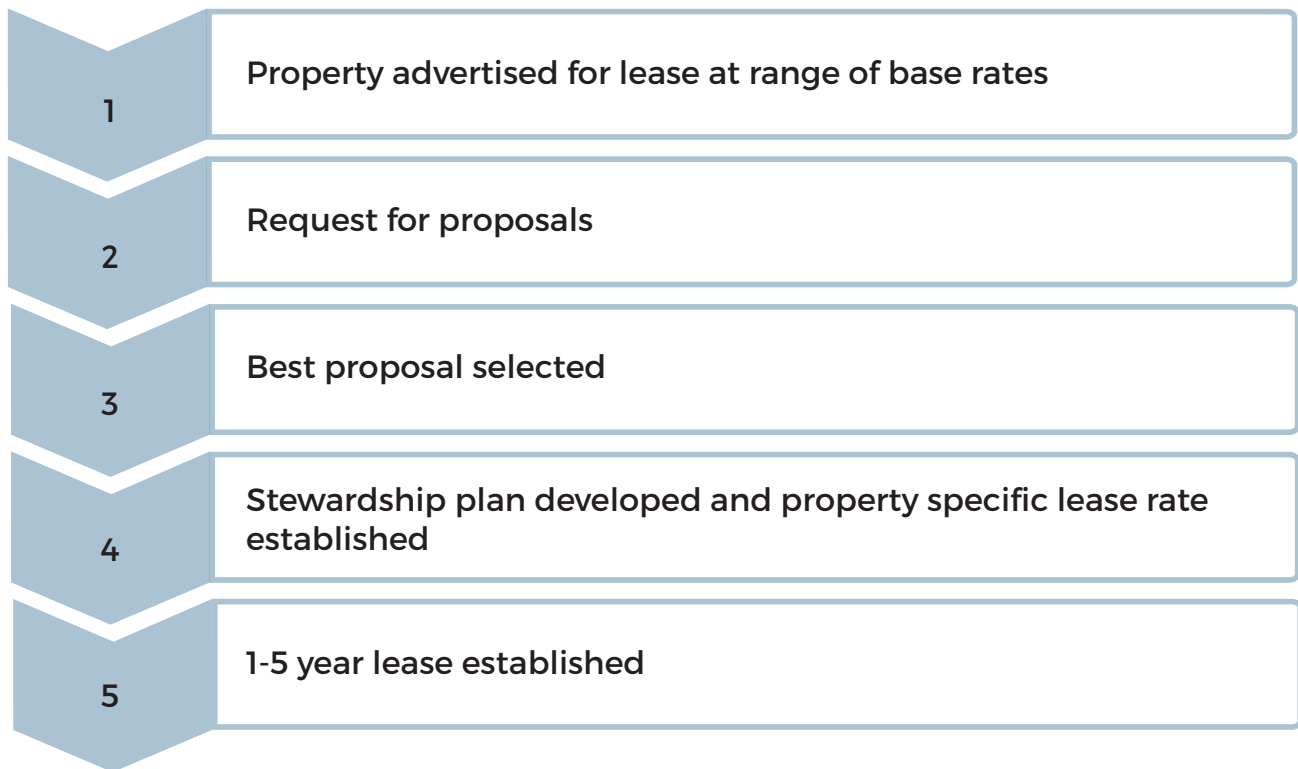 1
Property advertised for lease at range of base rates
2
Request for proposals
3
Best proposal selected
4
Stewardship plan developed and property specific lease rate
established
5
1-5 year lease established